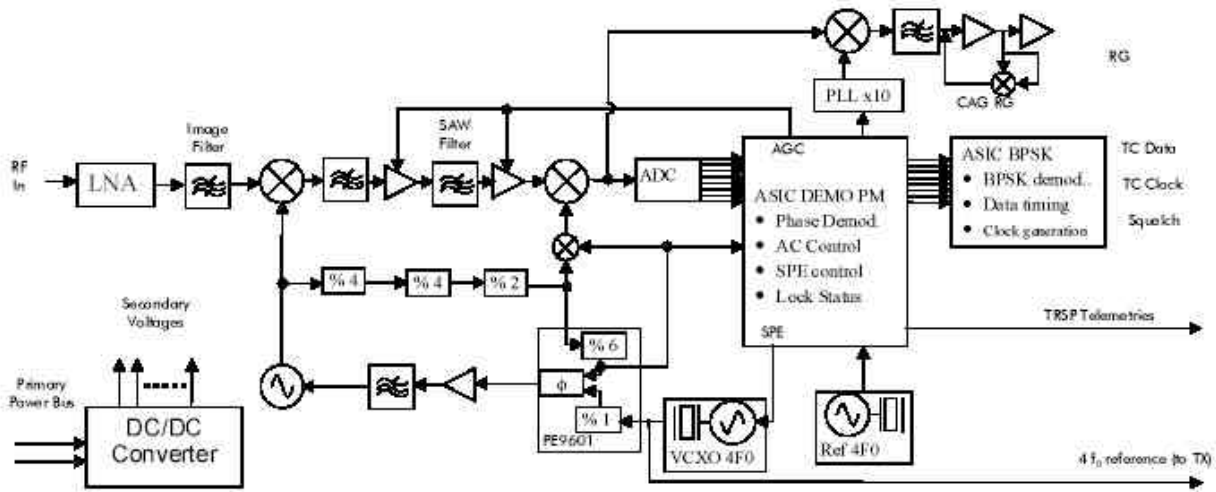 RG
PLL x10
CAG RG
Image
Filter
SAW
Filter
RF
In
LNA
ADC
AGC
ASIC DEMO PM
• Phase Demod.
• AC Control
• SPE control
• Lock Status
SPE
ASIC BPSK
• BPSK demod..
• Data timing
• Clock generation
TC Data
TC Clock
Squelch
% 4
% 4
% 2
Secondary
Voltages
TRSP Telemetries
% 6
ϕ
% 1
PE9601
Primary
Power Bus
DC/DC
Converter
VCXO 4F0
Ref 4F0
4 f₀ reference (to TX)